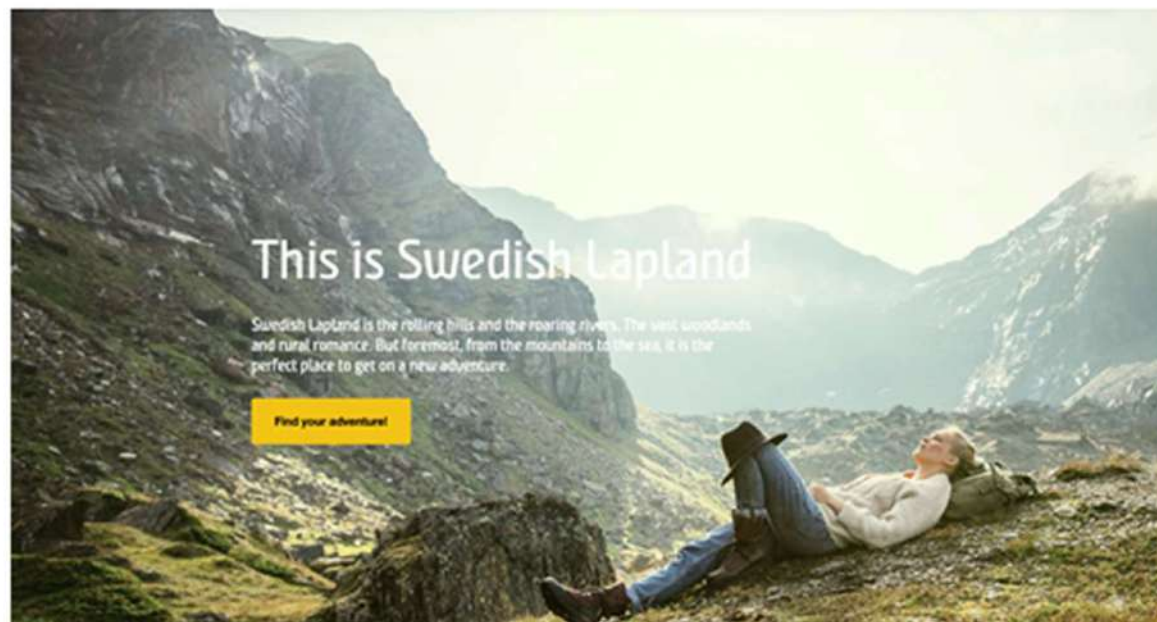 This is Swedish Lapland
Swedish Lapland is the rolling hills and the roaring rivers. The vast woodlands
and rural romance. But foremost, from the mountains to the sea, it is the
perfect place to get on a new adventure.
Find your adventure!